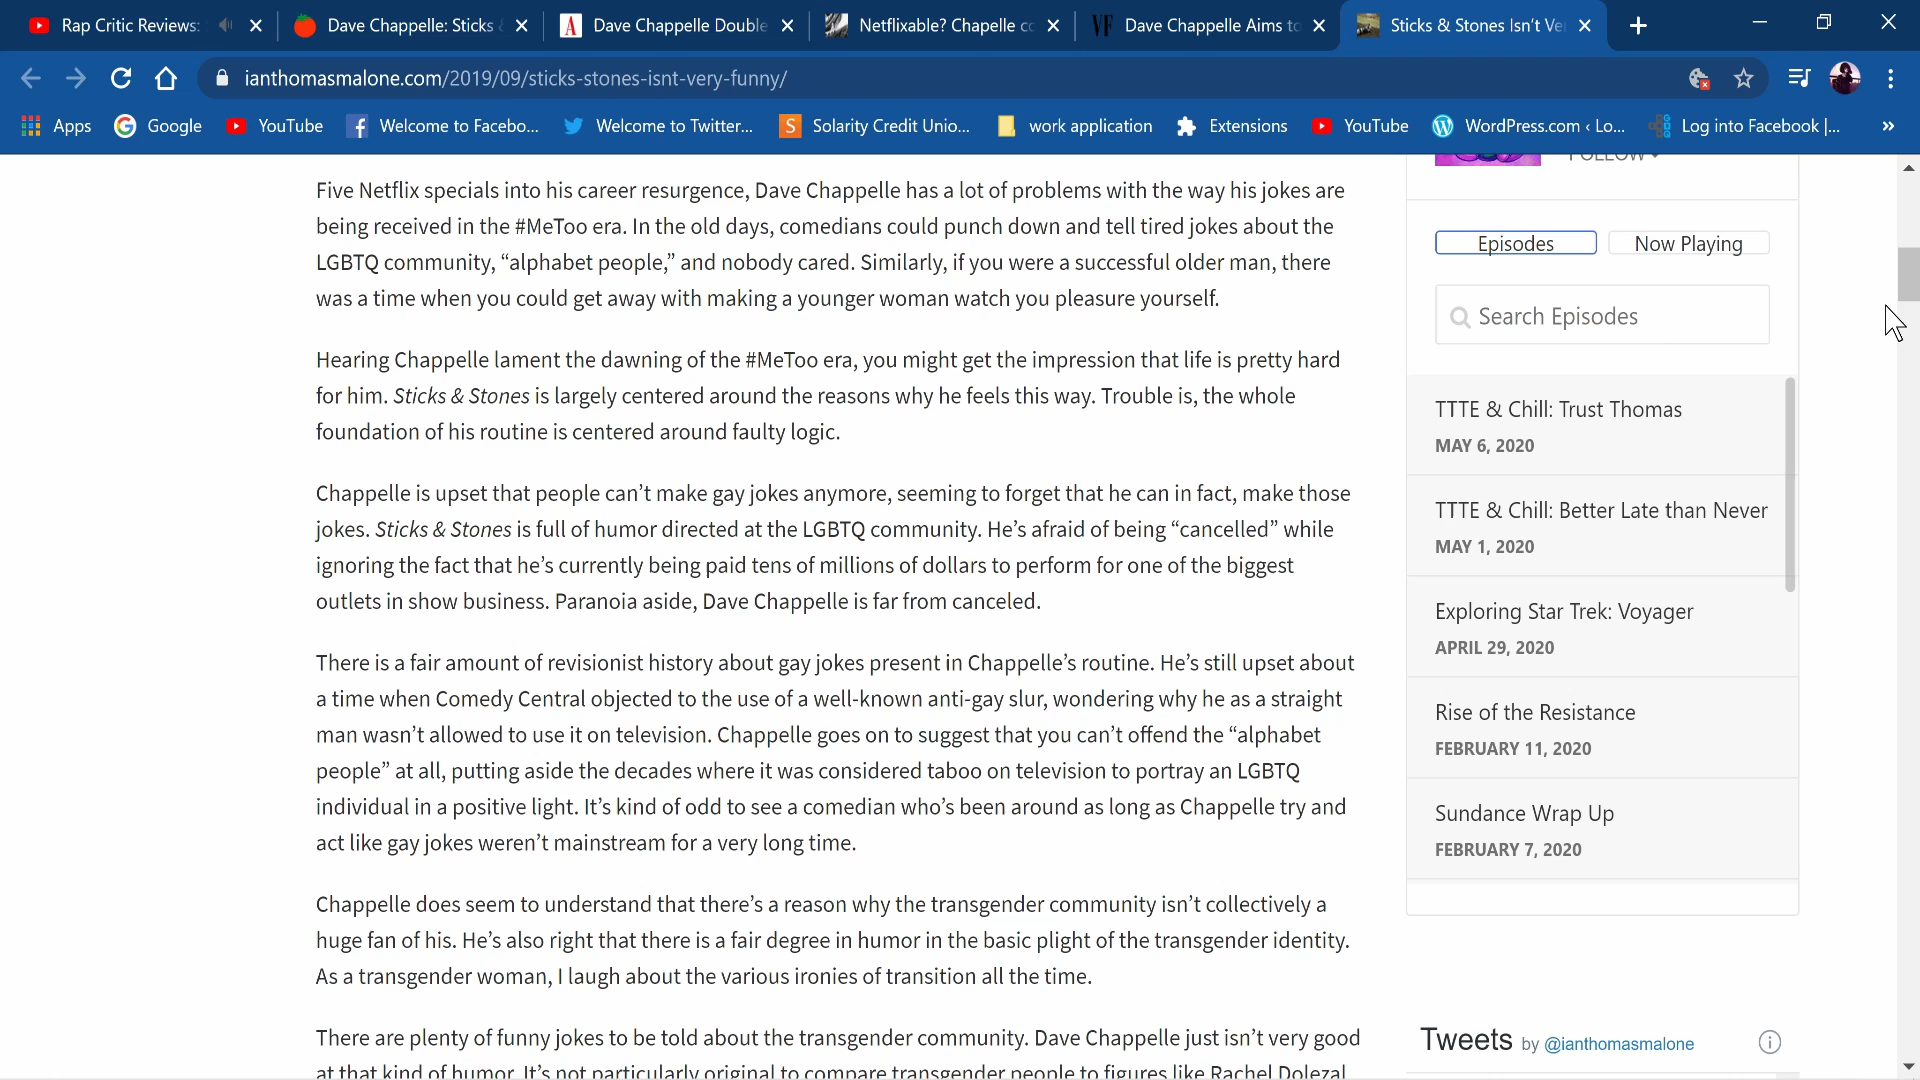 Rap Critic Reviews:
Dave Chappelle: Sticks
Dave Chappelle Double
Netflixable? Chapelle co
VF Dave Chappelle Aims to
Sticks & Stones Isn't Ve
ianthomasmalone.com/2019/09/sticks-stones-isnt-very-funny/
Apps
Google
YouTube
Welcome to Facebo...
Welcome to Twitter...
Solarity Credit Unio...
work application
Extensions
YouTube
WordPress.com ‹ Lo...
Log into Facebook |...
»
Five Netflix specials into his career resurgence, Dave Chappelle has a lot of problems with the way his jokes are
being received in the #MeToo era. In the old days, comedians could punch down and tell tired jokes about the
LGBTQ community, “alphabet people,” and nobody cared. Similarly, if you were a successful older man, there
was a time when you could get away with making a younger woman watch you pleasure yourself.
Hearing Chappelle lament the dawning of the #MeToo era, you might get the impression that life is pretty hard
for him. Sticks & Stones is largely centered around the reasons why he feels this way. Trouble is, the whole
foundation of his routine is centered around faulty logic.
Chappelle is upset that people can’t make gay jokes anymore, seeming to forget that he can in fact, make those
jokes. Sticks & Stones is full of humor directed at the LGBTQ community. He’s afraid of being “cancelled” while
ignoring the fact that he’s currently being paid tens of millions of dollars to perform for one of the biggest
outlets in show business. Paranoia aside, Dave Chappelle is far from canceled.
There is a fair amount of revisionist history about gay jokes present in Chappelle’s routine. He’s still upset about
a time when Comedy Central objected to the use of a well-known anti-gay slur, wondering why he as a straight
man wasn’t allowed to use it on television. Chappelle goes on to suggest that you can’t offend the “alphabet
people” at all, putting aside the decades where it was considered taboo on television to portray an LGBTQ
individual in a positive light. It’s kind of odd to see a comedian who’s been around as long as Chappelle try and
act like gay jokes weren’t mainstream for a very long time.
Chappelle does seem to understand that there’s a reason why the transgender community isn’t collectively a
huge fan of his. He’s also right that there is a fair degree in humor in the basic plight of the transgender identity.
As a transgender woman, I laugh about the various ironies of transition all the time.
There are plenty of funny jokes to be told about the transgender community. Dave Chappelle just isn’t very good
at that kind of humor. It’s not particularly original to compare transgender people to figures like Rachel Dolezal
FOLLOW
Episodes
Now Playing
Search Episodes
TTTE & Chill: Trust Thomas
MAY 6, 2020
TTTE & Chill: Better Late than Never
MAY 1, 2020
Exploring Star Trek: Voyager
APRIL 29, 2020
Rise of the Resistance
FEBRUARY 11, 2020
Sundance Wrap Up
FEBRUARY 7, 2020
Tweets by @ianthomasmalone